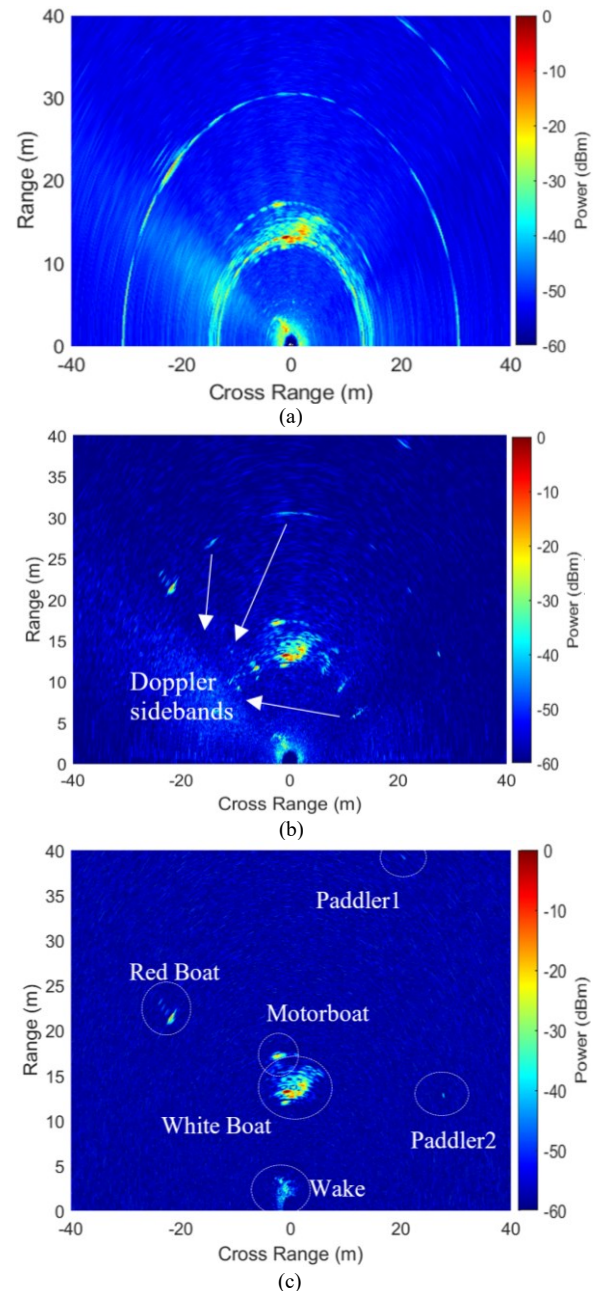 40
30
20
10
0
-40
-20
0
20
40
Range (m)
Cross Range (m)
0
-10
-20
-30
-40
-50
-60
Power (dBm)
(a)
40
35
30
25
20
15
10
5
0
-40
-20
0
20
40
Range (m)
Doppler
sidebands
Cross Range (m)
0
-10
-20
-30
-40
-50
-60
Power (dBm)
(b)
40
35
30
25
20
15
10
5
0
-40
-20
0
20
40
Range (m)
Paddler1
Red Boat
Motorboat
White Boat
Paddler2
Wake
Cross Range (m)
0
-10
-20
-30
-40
-50
-60
Power (dBm)
(c)